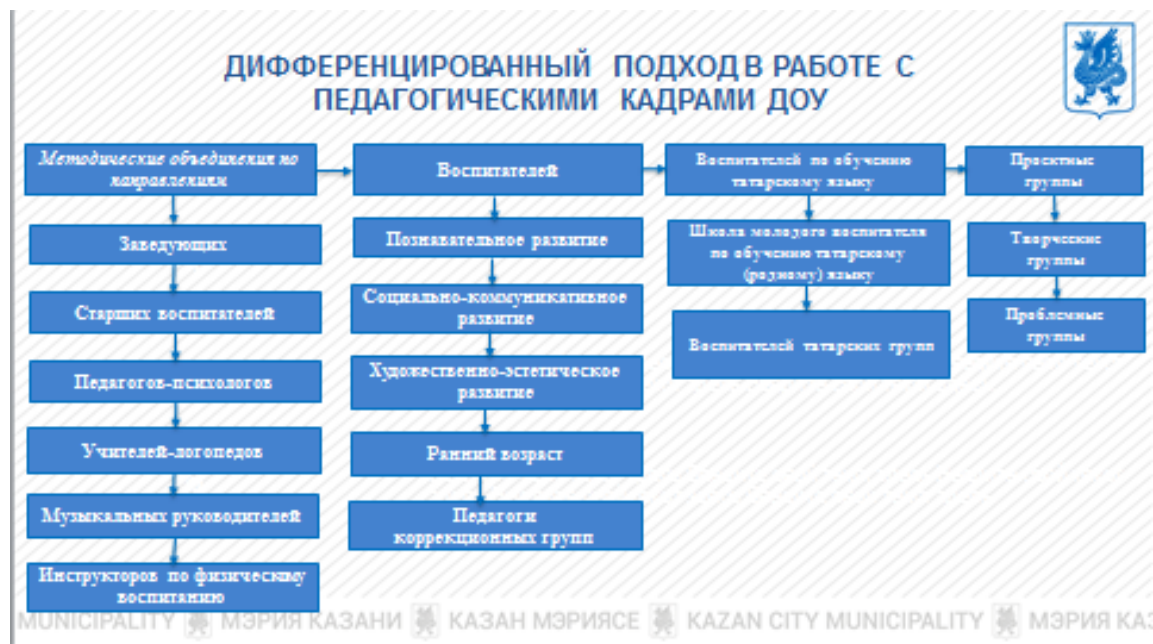 ДИФФЕРЕНЦИРОВАННЫЙ ПОДХОД В РАБОТЕ С
ПЕДАГОГИЧЕСКИМИ КАДРАМИ ДОУ
Методические объединения по
направлениям
Заведующих
Старших воспитателей
Педагогов-психологов
Учителей-логопедов
Музыкальных руководителей
Инструкторов по физическому
воспитанию
Воспитателей
Познавательное развитие
Социально-коммуникативное
развитие
Художественно-эстетическое
развитие
Ранний возраст
Педагоги
коррекционных групп
Воспитателей по обучению
татарскому языку
Школа молодого воспитателя
по обучению татарскому
(родному) языку
Воспитателей татарских групп
Проектные
группы
Творческие
группы
Проблемные
группы
MUNICIPALITY МЭРИЯ КАЗАНИ КАЗАН МЭРИЯСЕ KAZAN CITY MUNICIPALITY МЭРИЯ КАЗ